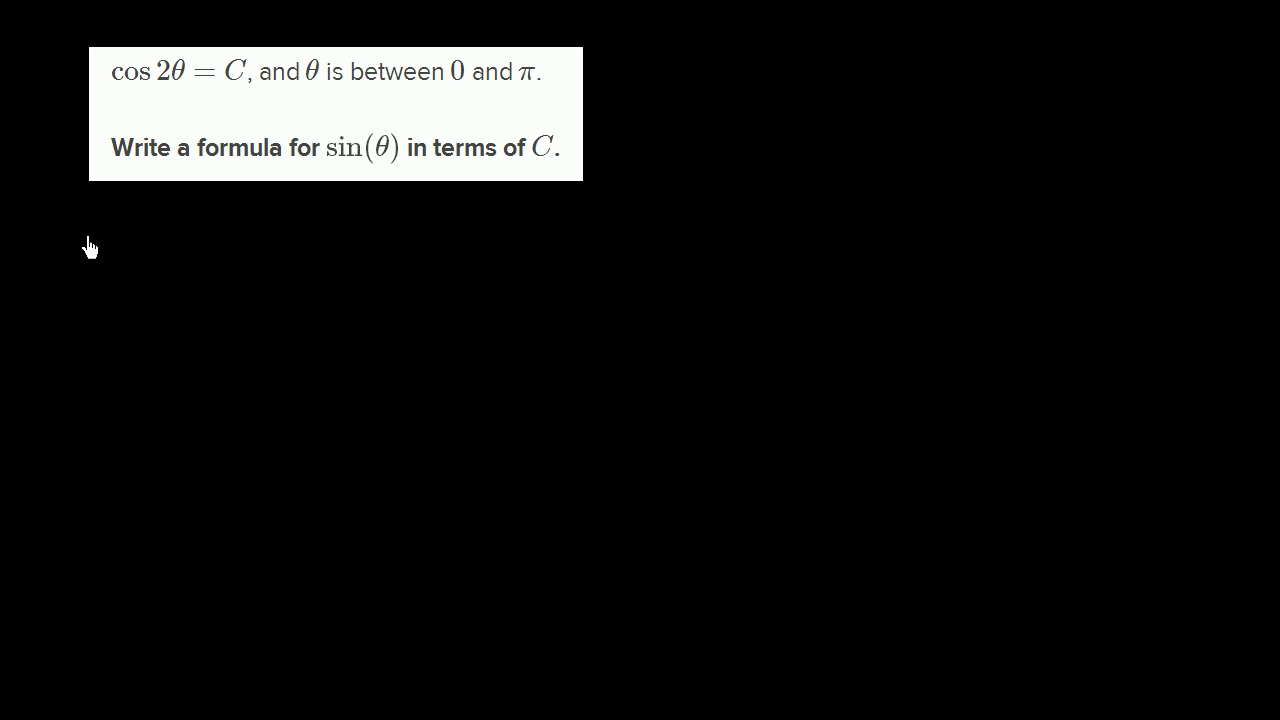 cos 2θ = C, and θ is between 0 and π.
Write a formula for sin(θ) in terms of C.